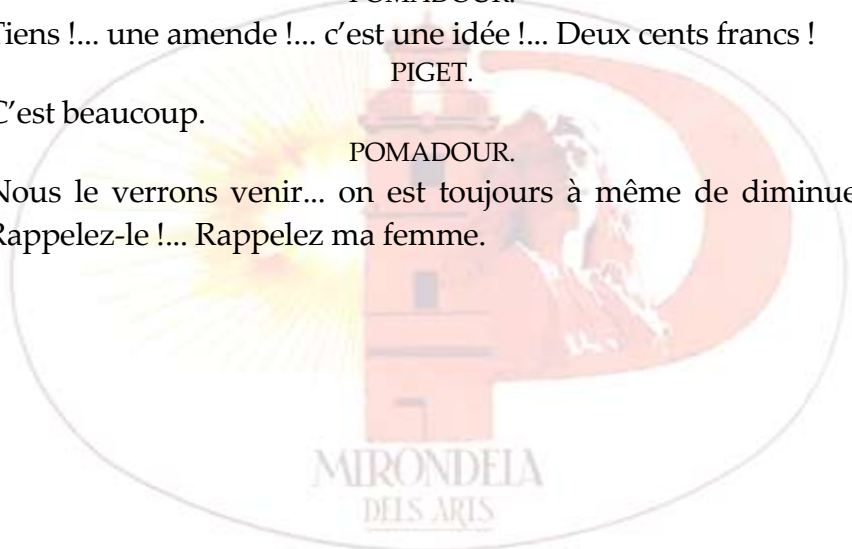 POMADOUR.
Tiens !... une amende !... c’est une idée !... Deux cents francs !
PIGET.
C’est beaucoup.
POMADOUR.
Nous le verrons venir... on est toujours à même de diminue
Rappelez-le !... Rappelez ma femme.
MIRONDELA
DELS ARTS